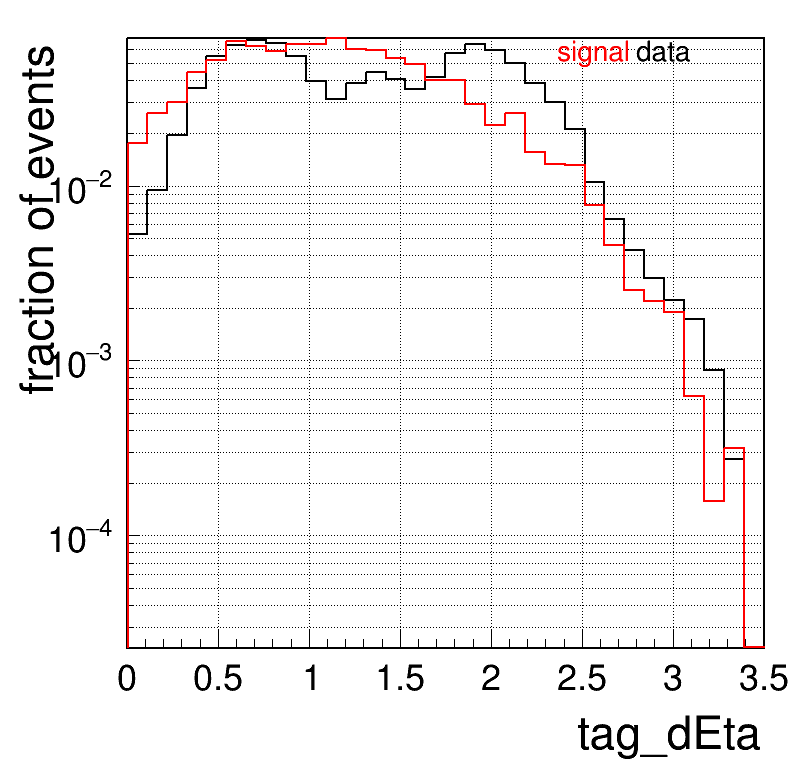 signal data
fraction of events
10−2
10−3
10−4
0 0.5 1 1.5 2 2.5 3 3.5
tag_dEta